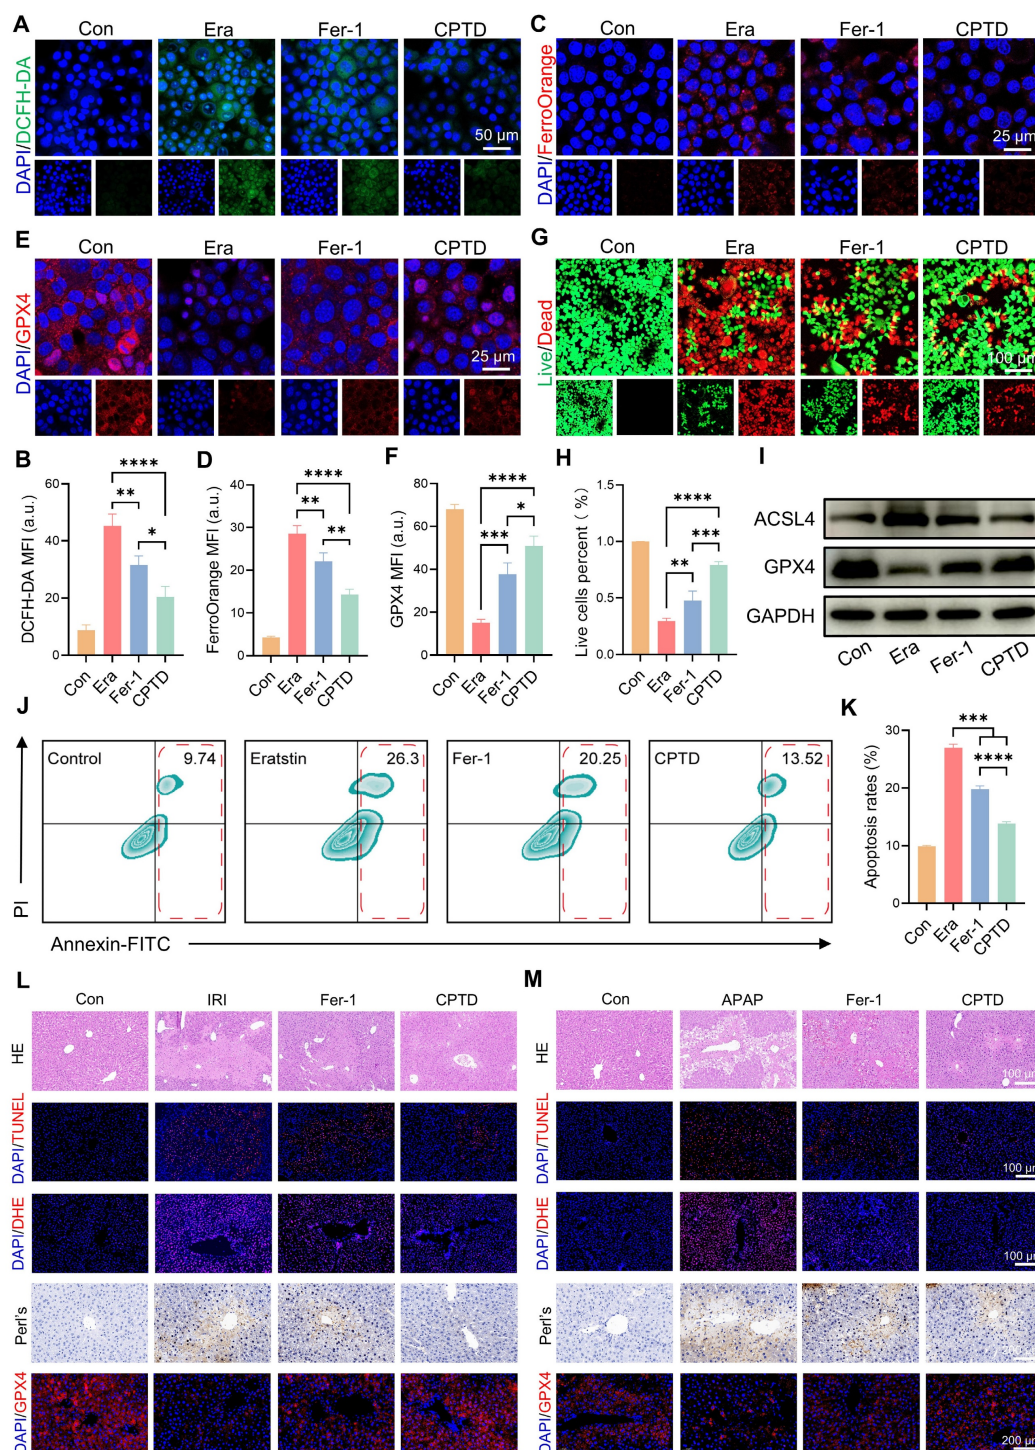 A
Con
Era
Fer-1
CPTD
DAPI/DCFH-DA
50 μm
C
Con
Era
Fer-1
CPTD
DAPI/FerroOrange
25 μm
E
Con
Era
Fer-1
CPTD
DAPI/GPX4
25 μm
G
Con
Era
Fer-1
CPTD
Live/Dead
100 μm
B
DCFH-DA MFI (a.u.)
60
40
20
0
****
**
*
Con
Era
Fer-1
CPTD
D
FerroOrange MFI (a.u.)
40
30
20
10
0
****
**
**
Con
Era
Fer-1
CPTD
F
GPX4 MFI (a.u.)
80
60
40
20
0
****
***
*
Con
Era
Fer-1
CPTD
H
Live cells percent ( %)
1.5
1.0
0.5
0.0
****
***
**
Con
Era
Fer-1
CPTD
I
ACSL4
GPX4
GAPDH
Con
Era
Fer-1
CPTD
J
PI
Control
9.74
Eratstin
26.3
Fer-1
20.25
CPTD
13.52
Annexin-FITC
K
Apoptosis rates (%)
30
20
10
0
***
****
Con
Era
Fer-1
CPTD
L
Con
IRI
Fer-1
CPTD
HE
DAPI/TUNEL
DAPI/DHE
Perl's
DAPI/GPX4
M
Con
APAP
Fer-1
CPTD
HE
100 μm
DAPI/TUNEL
100 μm
DAPI/DHE
100 μm
Perl's
DAPI/GPX4
200 μm